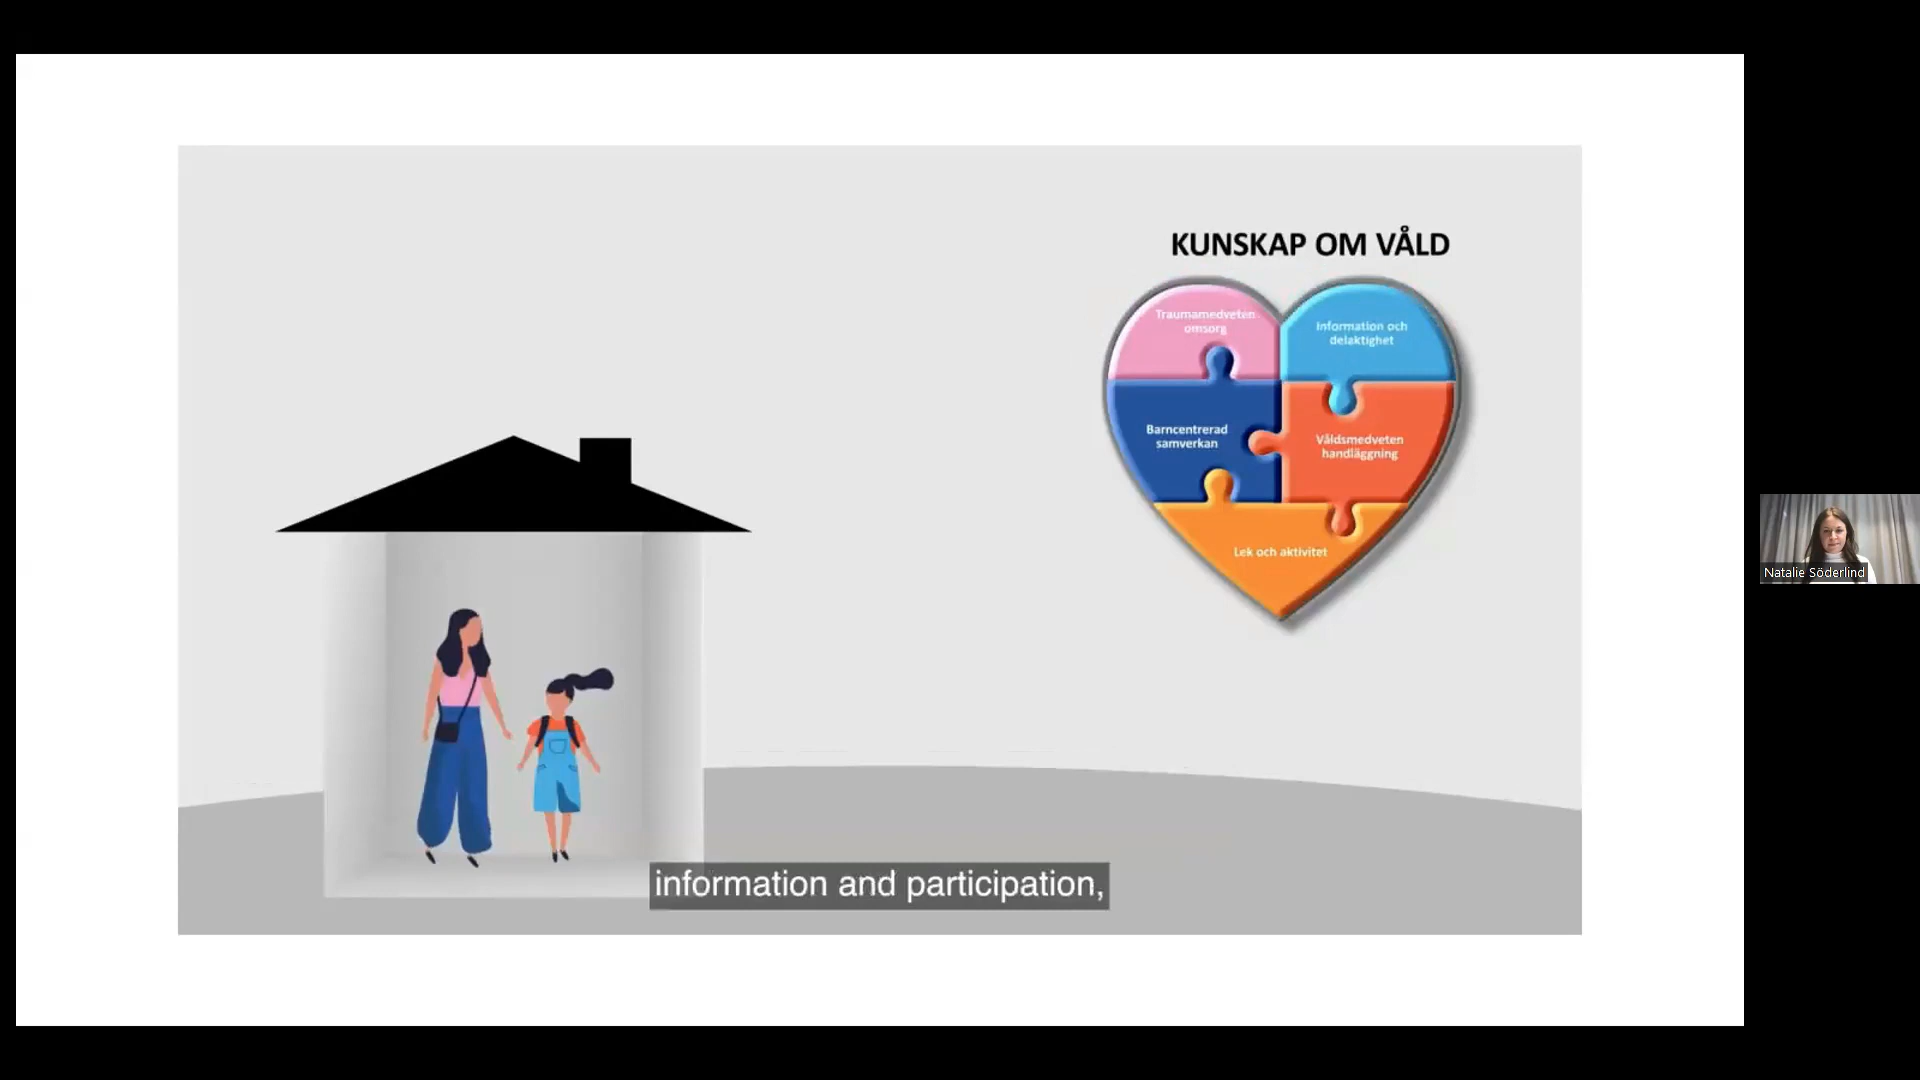 KUNSKAP OM VÅLD
Traumamedveten
omsorg
Information och
delaktighet
Barncentrerad
samverkan
Våldsmedveten
handläggning
Lek och aktivitet
information and participation,
Natalie Söderlind